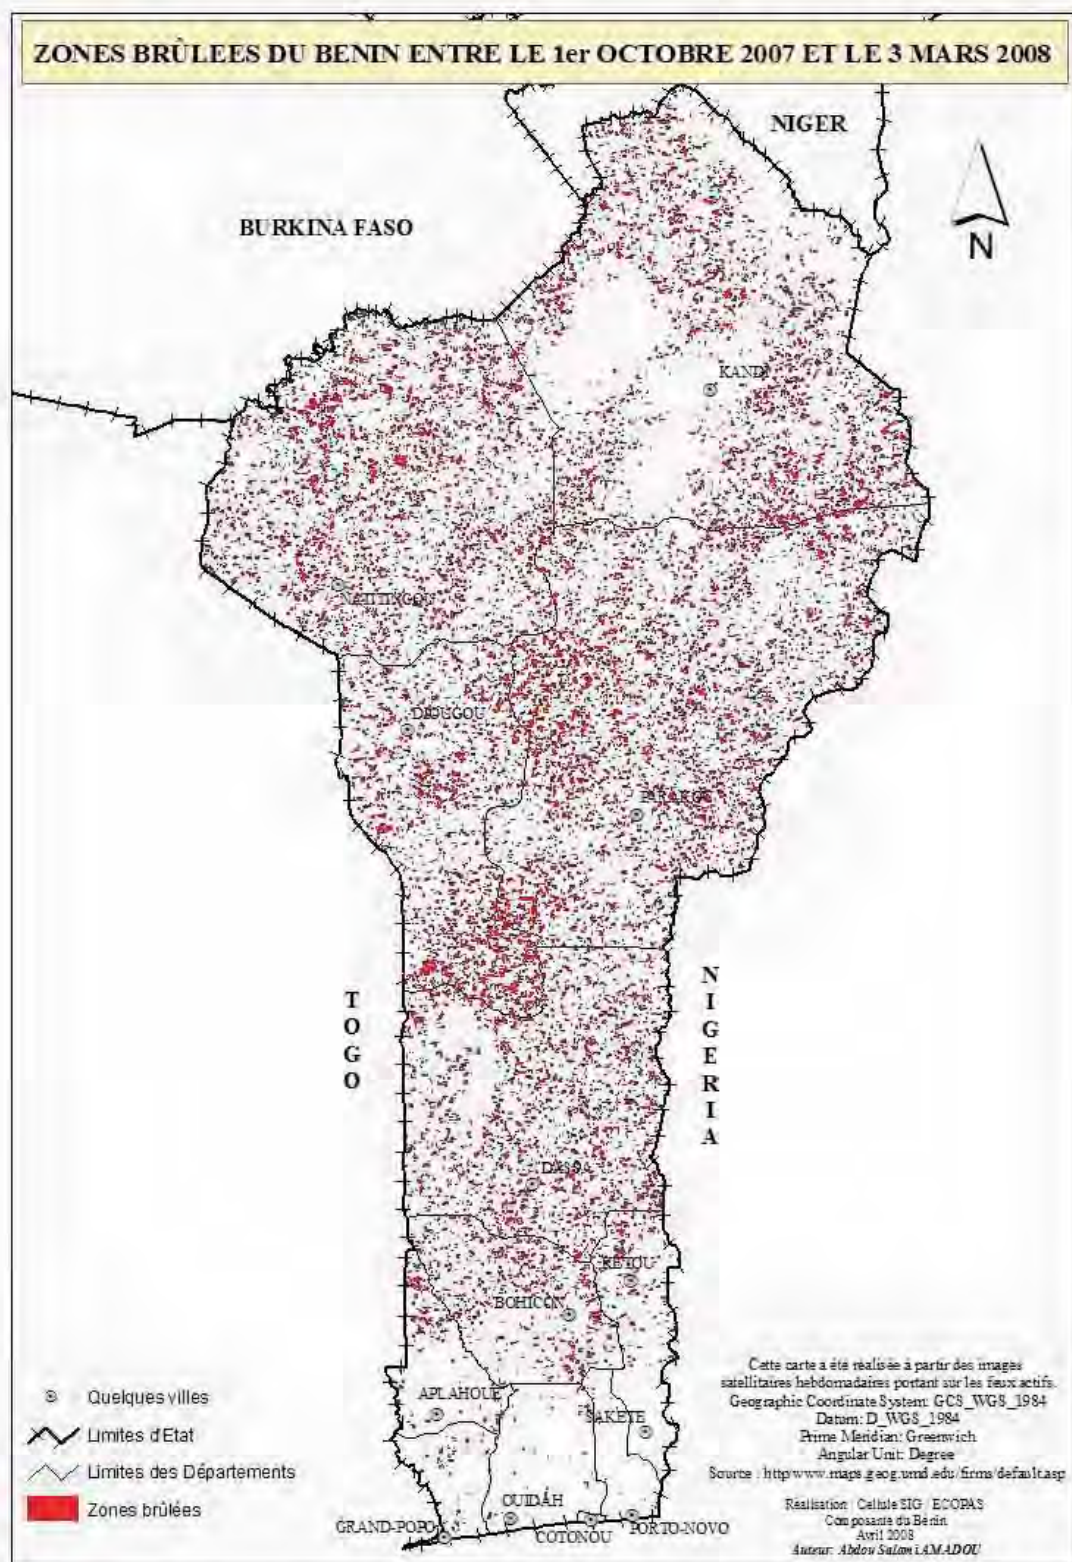 ZONES BRÛLEES DU BENIN ENTRE LE 1er OCTOBRE 2007 ET LE 3 MARS 2008
NIGER
BURKINA FASO
N
KANDI
NATITINGOU
DJOUGOU
PARAKOU
TOGO
NIGERIA
DASSA
KETOU
BOHICON
APLAHOUE
SAKETE
OUIDAH
GRAND-POPO
COTONOU
PORTO-NOVO
Quelques villes
Limites d'Etat
Limites des Départements
Zones brûlées
Cette carte a été réalisée à partir des images
satellitaires hebdomadaires portant sur les feux actifs.
Geographic Coordinate System: GCS_WGS_1984
Datum: D_WGS_1984
Prime Meridian: Greenwich
Angular Unit: Degree
Source : http:www.maps.geog.umd.edu/firms/default.asp
Réalisation : Cellule SIG / ECOPAS
Composante du Bénin
Avril 2008
Auteur: Abdou Salami AMADOU